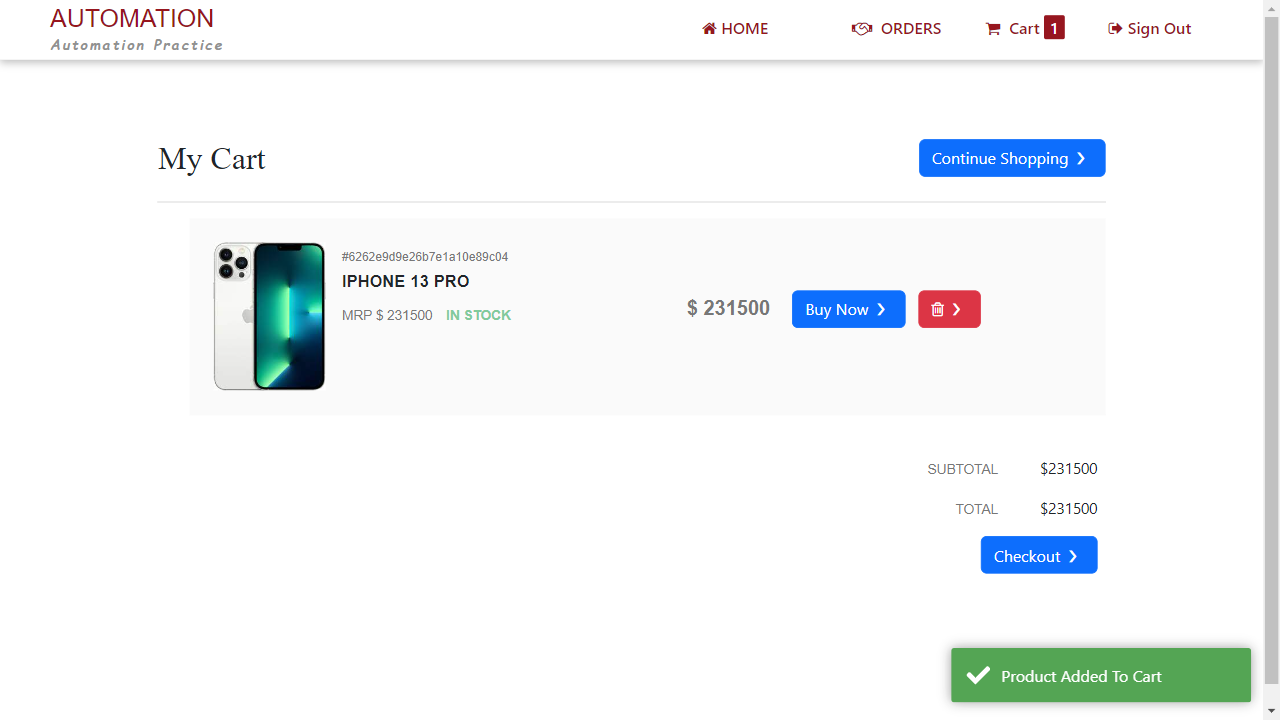 AUTOMATION
Automation Practice
HOME
ORDERS
Cart 1
Sign Out
My Cart
Continue Shopping ❯
#6262e9d9e26b7e1a10e89c04
IPHONE 13 PRO
MRP $ 231500 IN STOCK
$ 231500
Buy Now ❯
❯
SUBTOTAL $231500
TOTAL $231500
Checkout ❯
Product Added To Cart